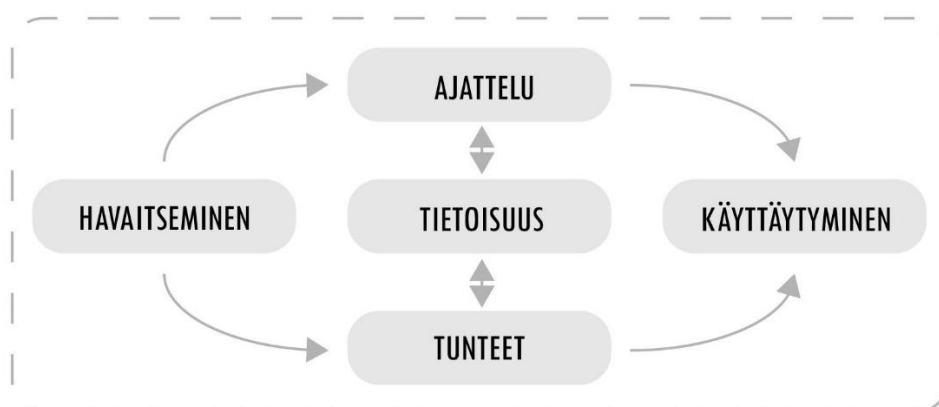 AJATTELU
HAVAITSEMINEN
TIETOISUUS
KÄYTTÄYTYMINEN
TUNTEET